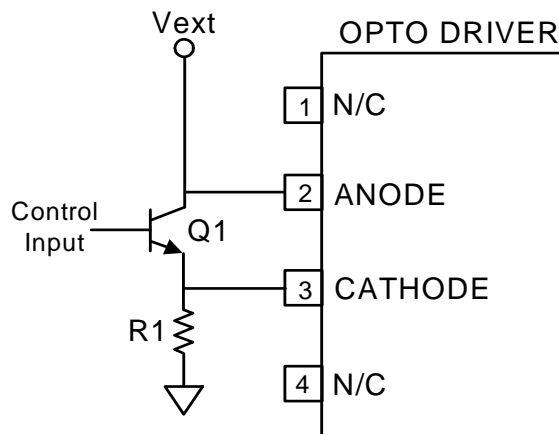 Vext
OPTO DRIVER
1 N/C
2 ANODE
Control
Input
Q1
3 CATHODE
R1
4 N/C